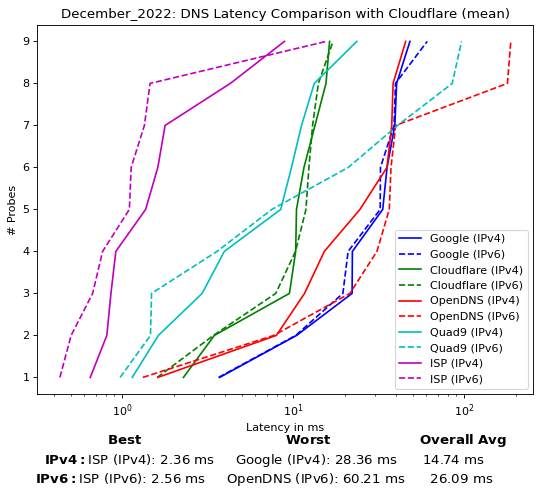 December_2022: DNS Latency Comparison with Cloudflare (mean)
# Probes
9
8
7
6
5
4
3
2
1
Google (IPv4)
Google (IPv6)
Cloudflare (IPv4)
Cloudflare (IPv6)
OpenDNS (IPv4)
OpenDNS (IPv6)
Quad9 (IPv4)
Quad9 (IPv6)
ISP (IPv4)
ISP (IPv6)
10⁰ 10¹ 10²
Latency in ms
Best Worst Overall Avg
IPv4: ISP (IPv4): 2.36 ms Google (IPv4): 28.36 ms 14.74 ms
IPv6: ISP (IPv6): 2.56 ms OpenDNS (IPv6): 60.21 ms 26.09 ms